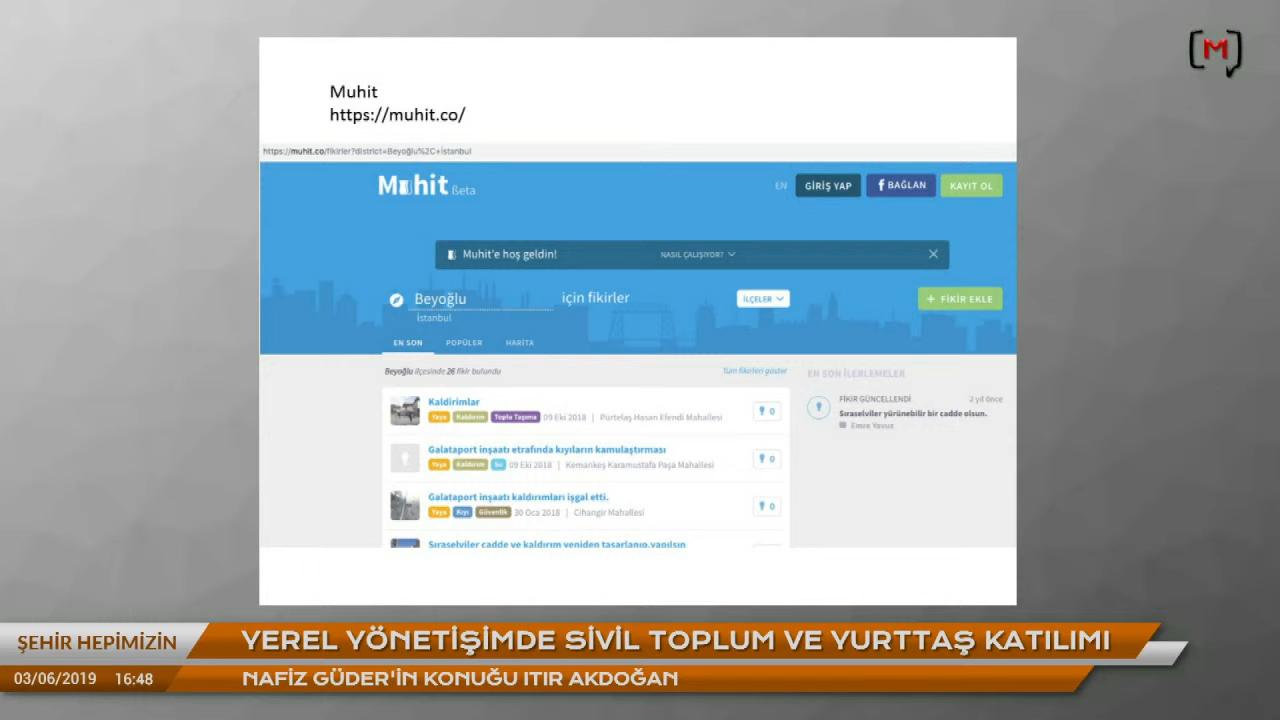 Muhit
https://muhit.co/
https://muhit.co/fikirler?district=Beyoğlu%2C+İstanbul
Muhit ßeta
EN GİRİŞ YAP f BAĞLAN KAYIT OL
Muhit'e hoş geldin! NASIL ÇALIŞIYOR?
Beyoğlu için fikirler İLÇELER + FİKİR EKLE
İstanbul
EN SON POPÜLER HARİTA
Beyoğlu ilçesinde 26 fikir bulundu Tüm fikirleri göster EN SON İLERLEMELER
Kaldirimlar
Yaya Kaldırım Toplu Taşıma 09 Eki 2018 | Pürtelaş Hasan Efendi Mahallesi 0
FİKİR GÜNCELLENDİ 2 yıl önce
Sıraselviler yürünebilir bir cadde olsun.
Emre Yavuz
Galataport inşaatı etrafında kıyıların kamulaştırması
Yaya Kaldırım Su 09 Eki 2018 | Kemankeş Karamustafa Paşa Mahallesi 0
Galataport inşaatı kaldırımları işgal etti.
Yaya Kıyı Güvenlik 30 Oca 2018 | Cihangir Mahallesi 0
Sıraselviler cadde ve kaldırım yeniden tasarlanıp,yapılsın
[M]
ŞEHİR HEPİMİZİN YEREL YÖNETİŞİMDE SİVİL TOPLUM VE YURTTAŞ KATILIMI
03/06/2019 16:48 NAFİZ GÜDER'İN KONUĞU ITIR AKDOĞAN